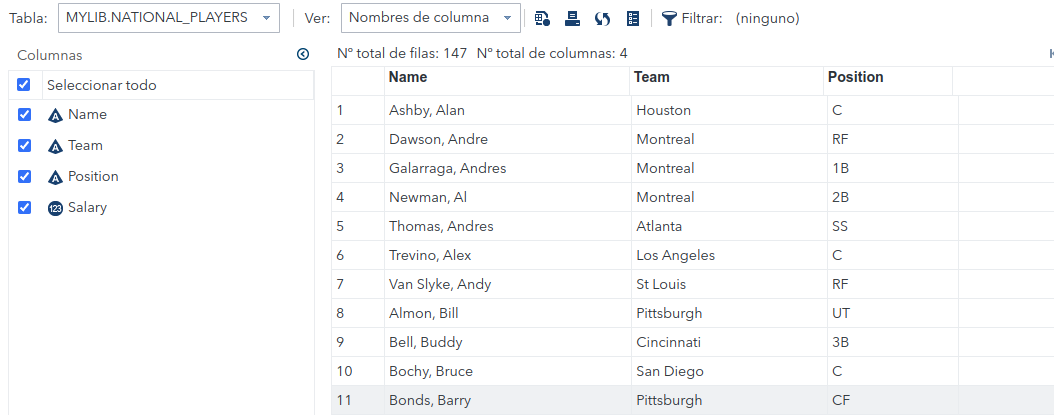 Tabla: MYLIB.NATIONAL_PLAYERS Ver: Nombres de columna Filtrar: (ninguno)
Columnas
Seleccionar todo
A Name
A Team
A Position
123 Salary
Nº total de filas: 147 Nº total de columnas: 4
Name Team Position
1 Ashby, Alan Houston C
2 Dawson, Andre Montreal RF
3 Galarraga, Andres Montreal 1B
4 Newman, Al Montreal 2B
5 Thomas, Andres Atlanta SS
6 Trevino, Alex Los Angeles C
7 Van Slyke, Andy St Louis RF
8 Almon, Bill Pittsburgh UT
9 Bell, Buddy Cincinnati 3B
10 Bochy, Bruce San Diego C
11 Bonds, Barry Pittsburgh CF